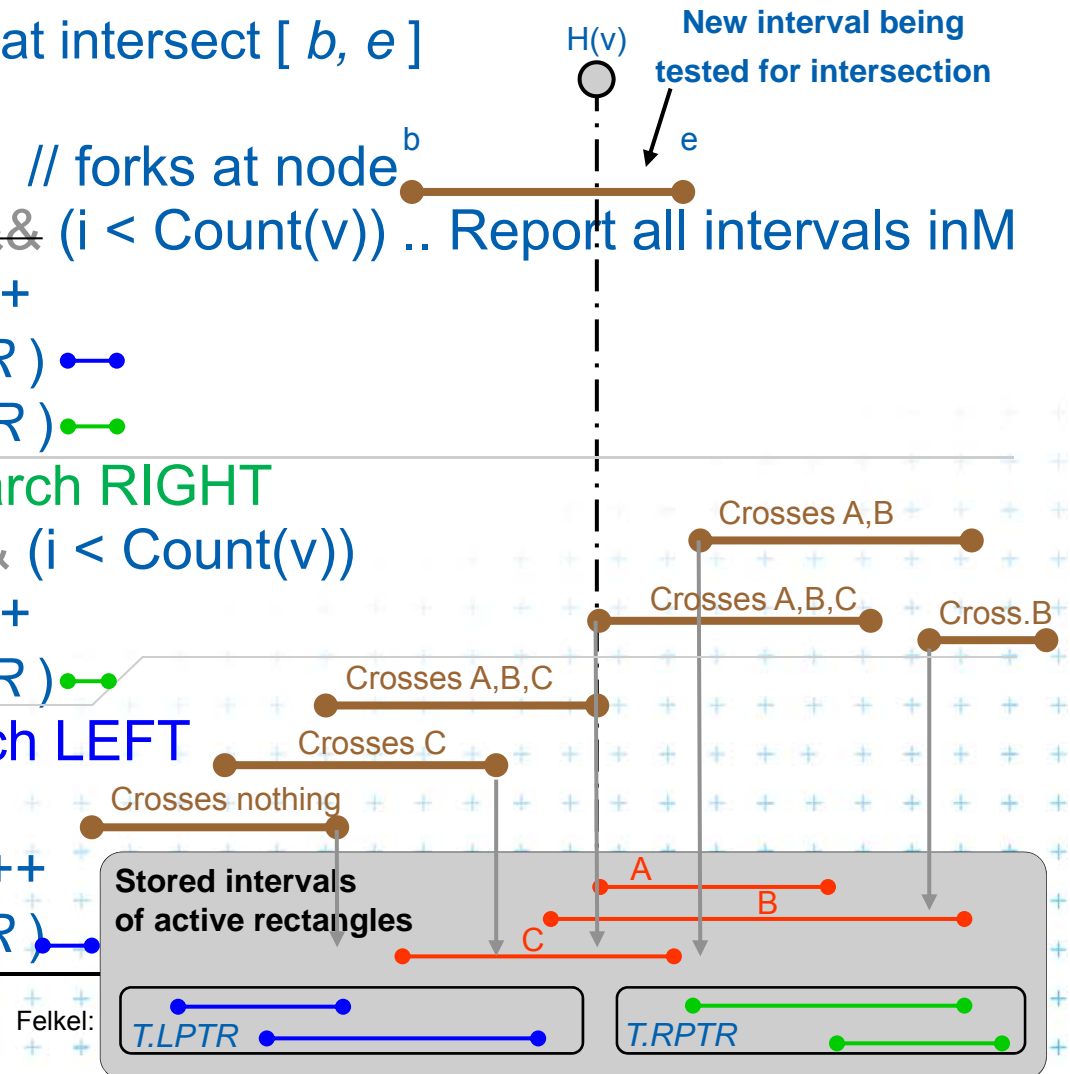 at intersect [ b, e ]
H(v)
New interval being
tested for intersection
b
e
// forks at node
&& (i < Count(v)) .. Report all intervals inM
+
R )
R )
arch RIGHT
& (i < Count(v))
+
R )
ch LEFT
++
R )
Crosses A,B
Crosses A,B,C
Cross.B
Crosses A,B,C
Crosses C
Crosses nothing
Stored intervals
of active rectangles
A
B
C
T.LPTR
T.RPTR
Felkel: